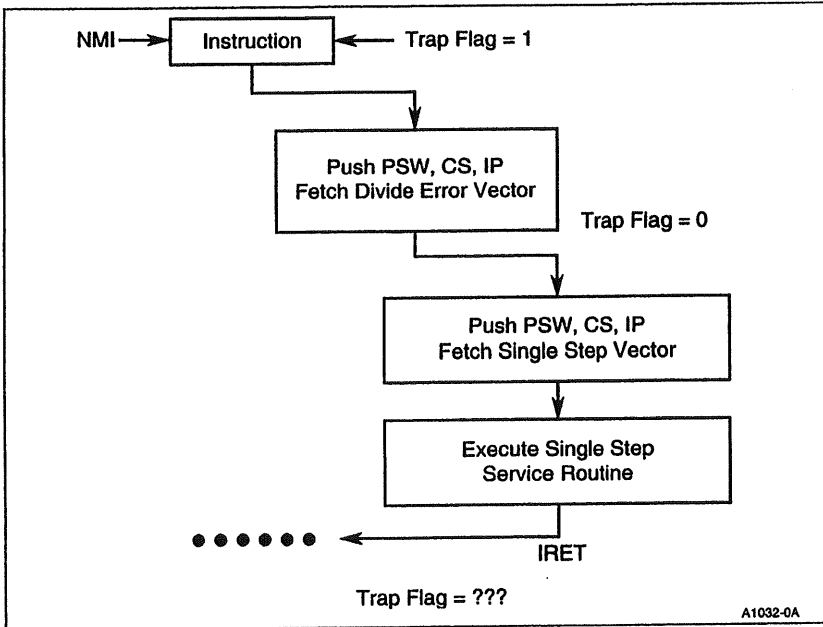 NMI
Instruction
Trap Flag = 1
Push PSW, CS, IP
Fetch Divide Error Vector
Trap Flag = 0
Push PSW, CS, IP
Fetch Single Step Vector
Execute Single Step
Service Routine
IRET
Trap Flag = ???
A1032-0A